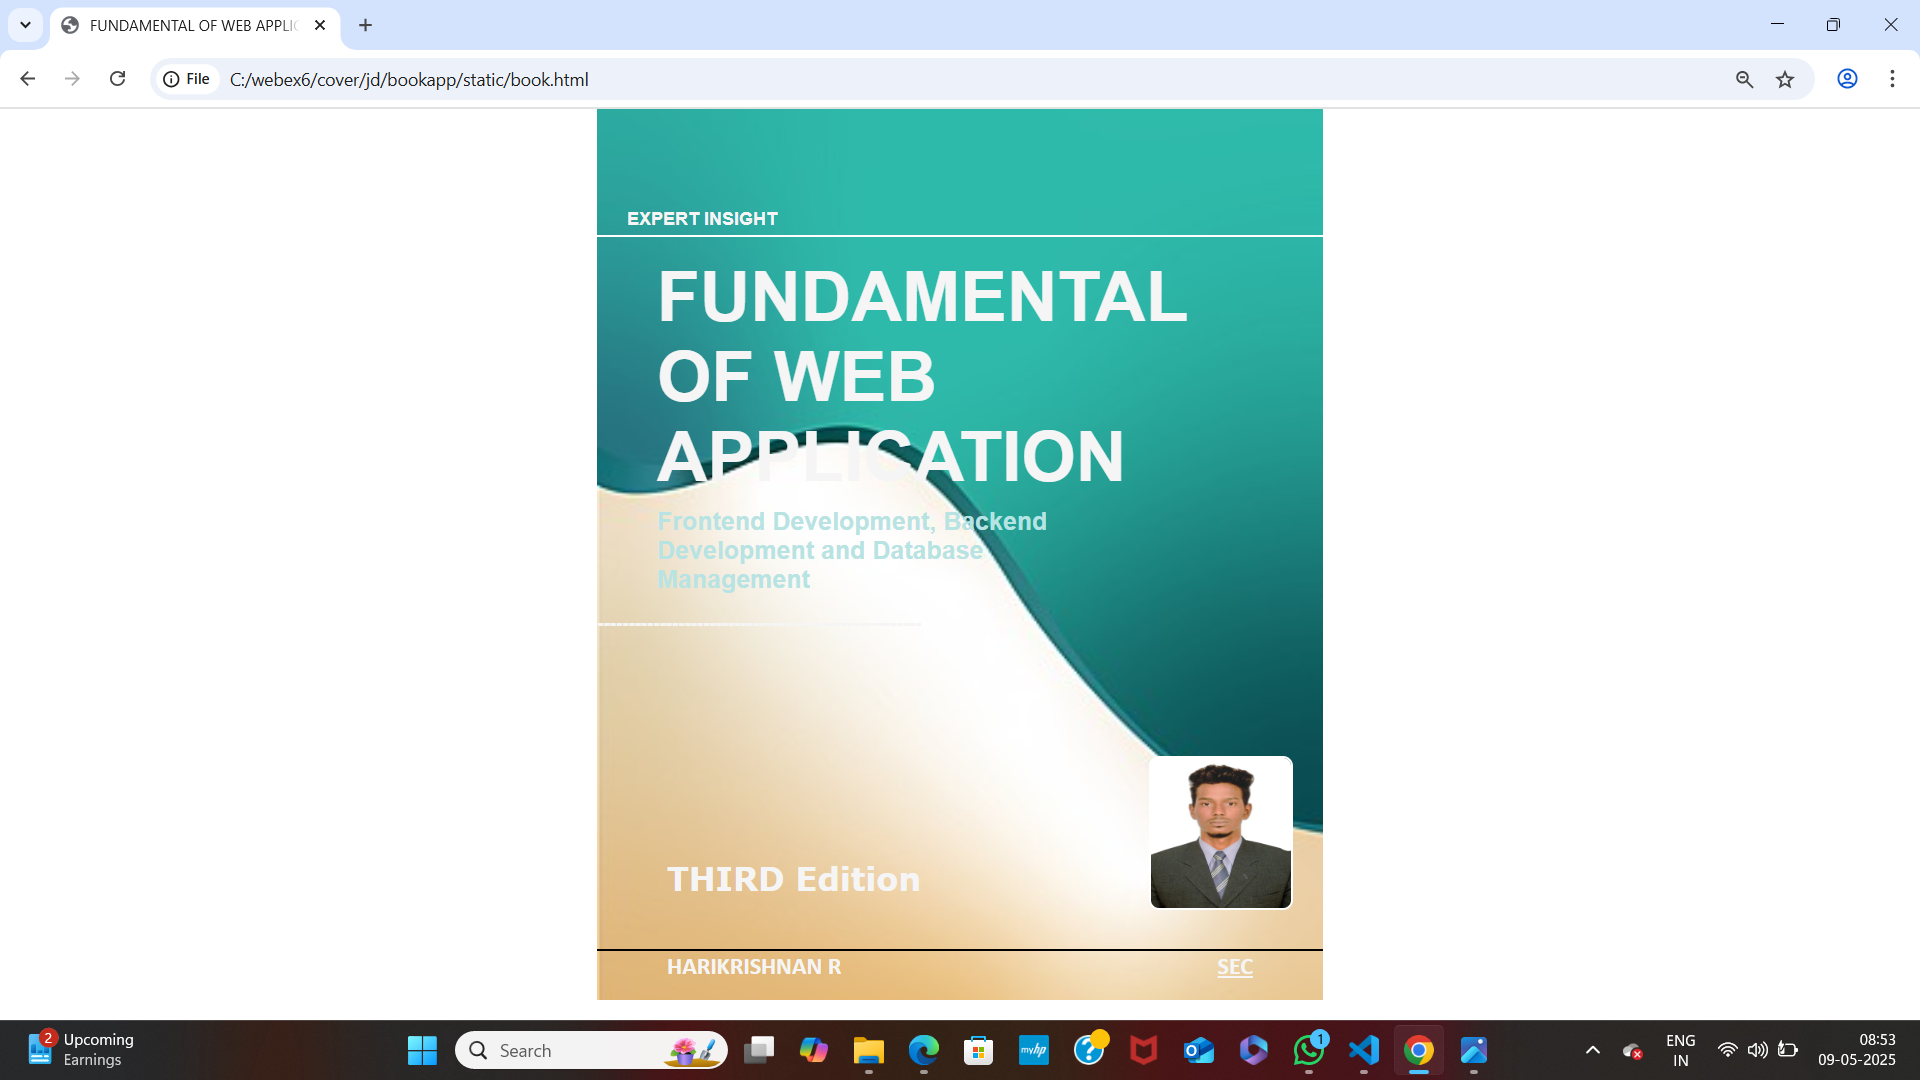 FUNDAMENTAL OF WEB APPLIC
File
C:/webex6/cover/jd/bookapp/static/book.html
EXPERT INSIGHT
FUNDAMENTAL
OF WEB
APPLICATION
Frontend Development, Backend
Development and Database
Management
THIRD Edition
HARIKRISHNAN R
SEC
2
Upcoming
Earnings
Search
myhp
1
ENG
IN
08:53
09-05-2025